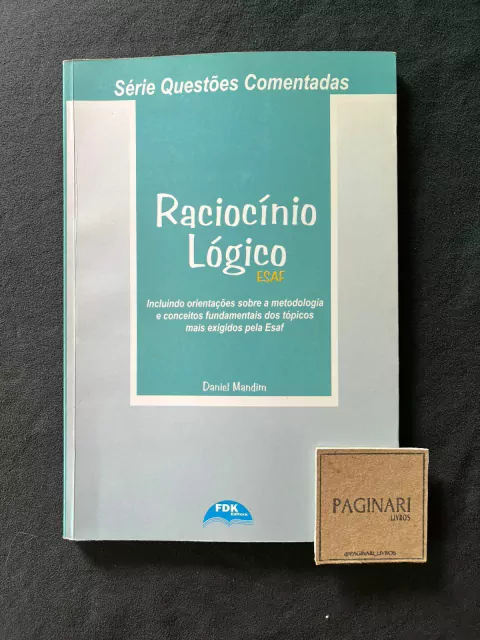 Série Questões Comentadas
Raciocínio
Lógico
ESAF
Incluindo orientações sobre a metodologia
e conceitos fundamentais dos tópicos
mais exigidos pela Esaf
Daniel Mandim
FDK
Editora
PAGINARI
LIVROS
@PAGINARI_LIVROS